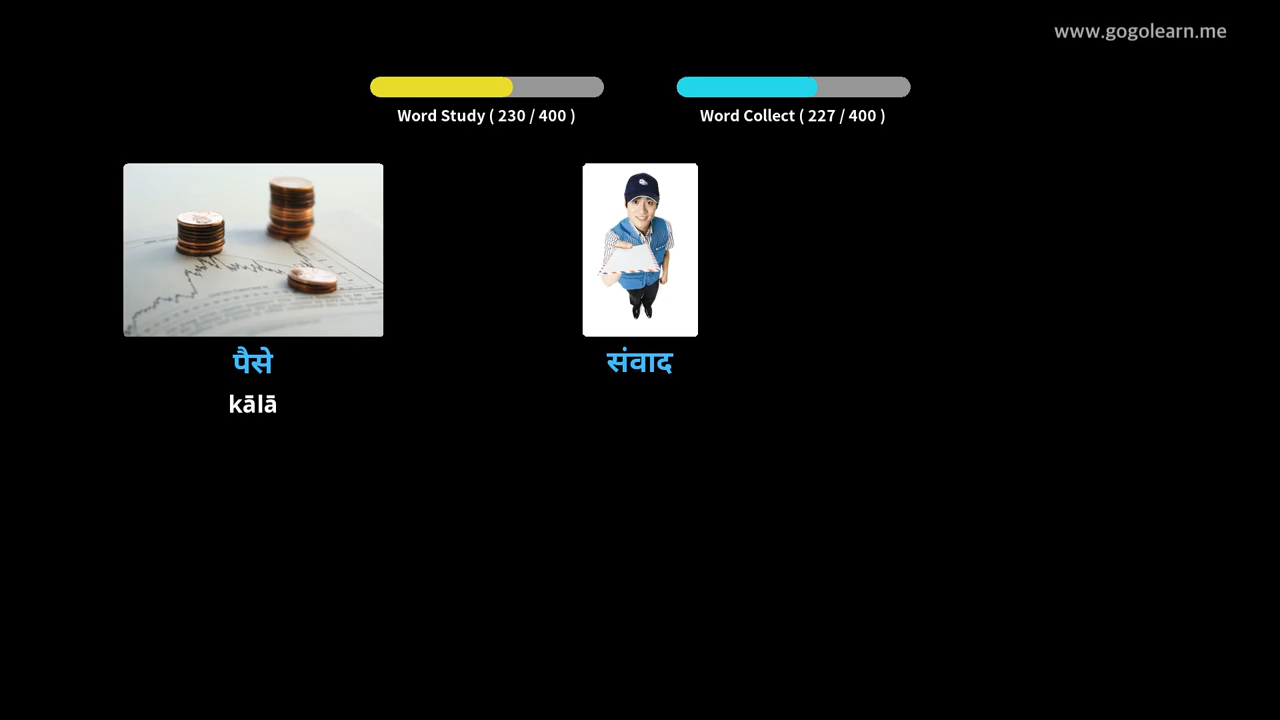 www.gogolearn.me
Word Study ( 230 / 400 )
Word Collect ( 227 / 400 )
पैसे
संवाद
kālā